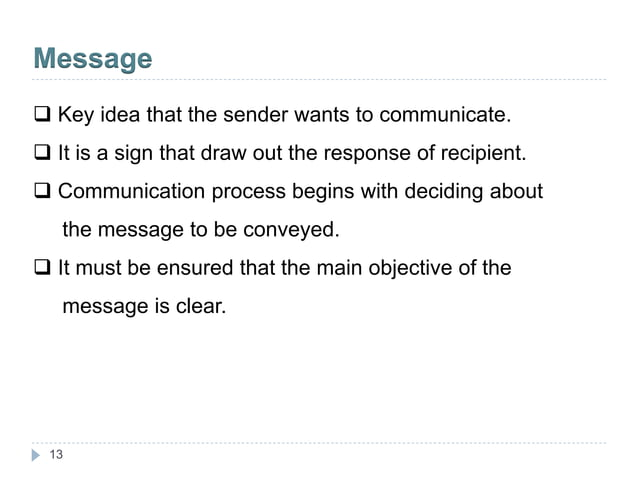 Message
❑ Key idea that the sender wants to communicate.
❑ It is a sign that draw out the response of recipient.
❑ Communication process begins with deciding about
the message to be conveyed.
❑ It must be ensured that the main objective of the
message is clear.
13